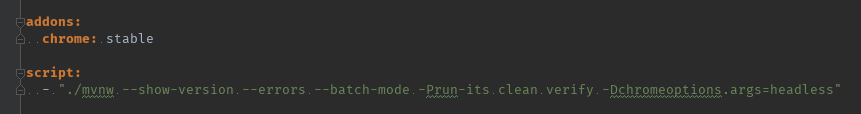 addons:
  chrome: stable
script:
  - "./mvnw --show-version --errors --batch-mode -Prun-its clean verify -Dchromeoptions.args=headless"